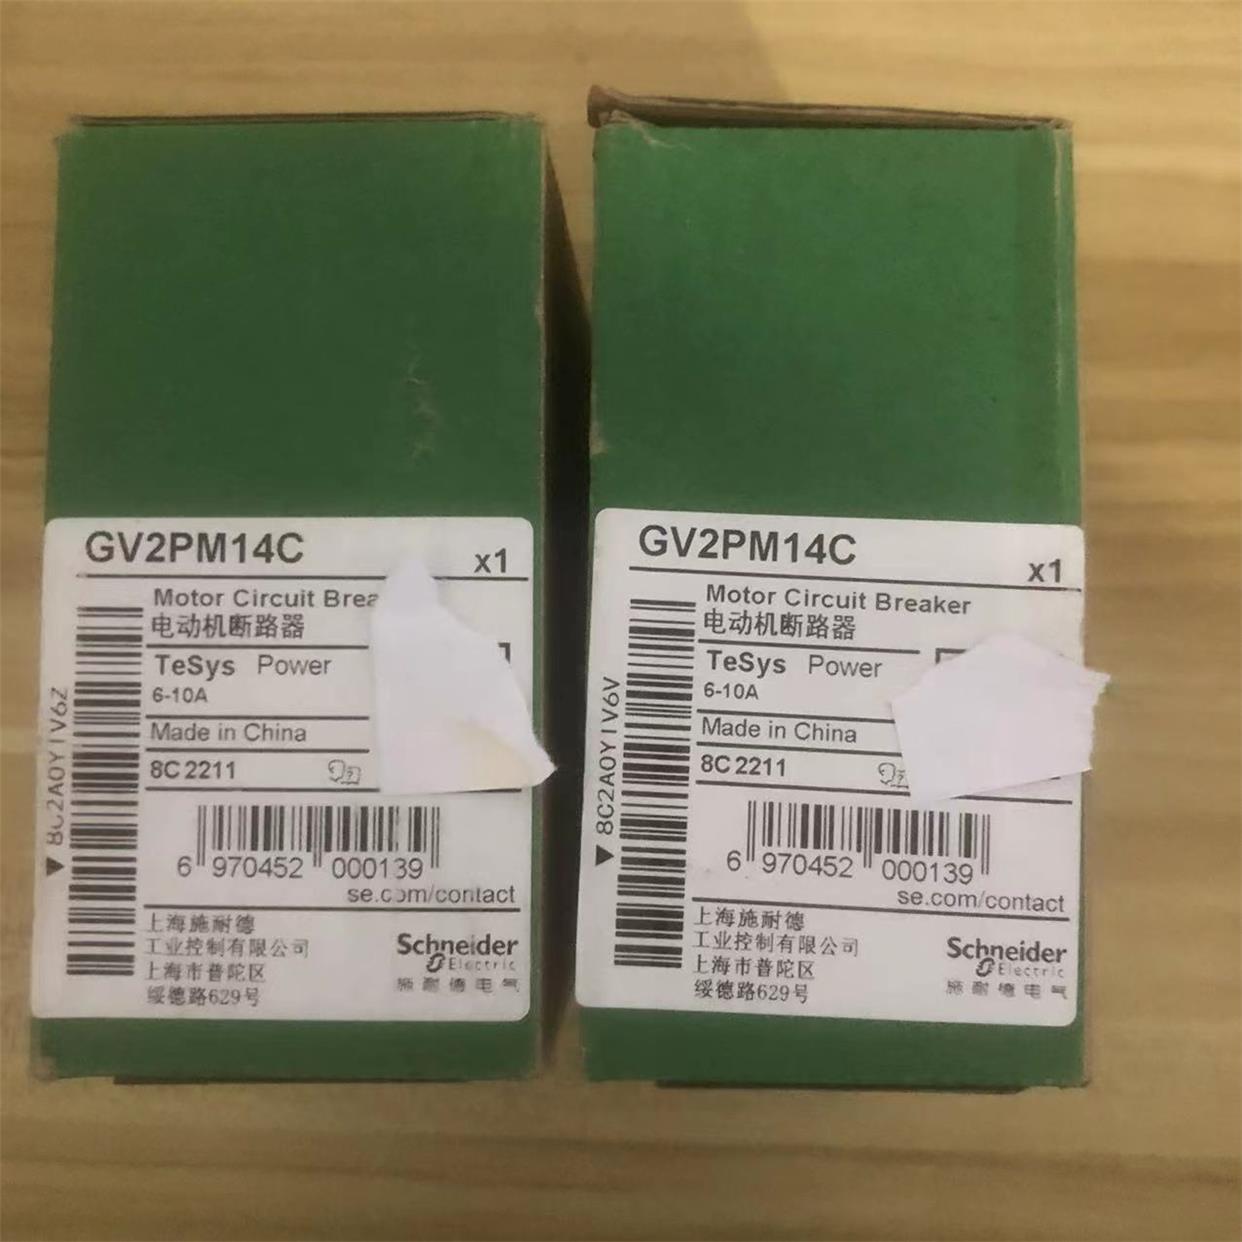 GV2PM14C
x1
Motor Circuit Brea
电动机断路器
TeSys Power
6-10A
Made in China
8C 2211
8C2A0Y1V6Z
6 970452 000139
se.com/contact
上海施耐德
工业控制有限公司
上海市普陀区
绥德路629号
Schneider
Electric
施耐德电气
GV2PM14C
x1
Motor Circuit Breaker
电动机断路器
TeSys Power
6-10A
Made in China
8C 2211
8C2A0Y1V6V
6 970452 000139
se.com/contact
上海施耐德
工业控制有限公司
上海市普陀区
绥德路629号
Schneider
Electric
施耐德电气